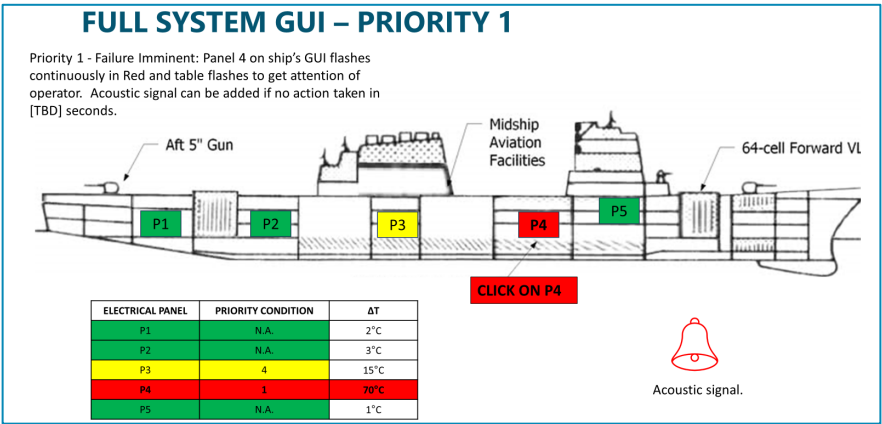 FULL SYSTEM GUI – PRIORITY 1
Priority 1 - Failure Imminent: Panel 4 on ship's GUI flashes
continuously in Red and table flashes to get attention of
operator.  Acoustic signal can be added if no action taken in
[TBD] seconds.
Aft 5" Gun
Midship
Aviation
Facilities
64-cell Forward VL
P1
P2
P3
P4
P5
CLICK ON P4
ELECTRICAL PANEL PRIORITY CONDITION ΔT
P1 N.A. 2°C
P2 N.A. 3°C
P3 4 15°C
P4 1 70°C
P5 N.A. 1°C
Acoustic signal.